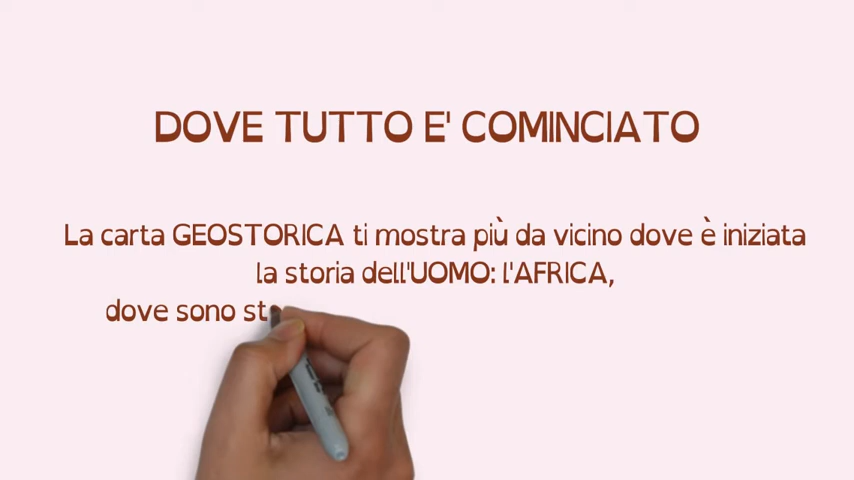 DOVE TUTTO E' COMINCIATO
La carta GEOSTORICA ti mostra più da vicino dove è iniziata
la storia dell'UOMO: l'AFRICA,
dove sono